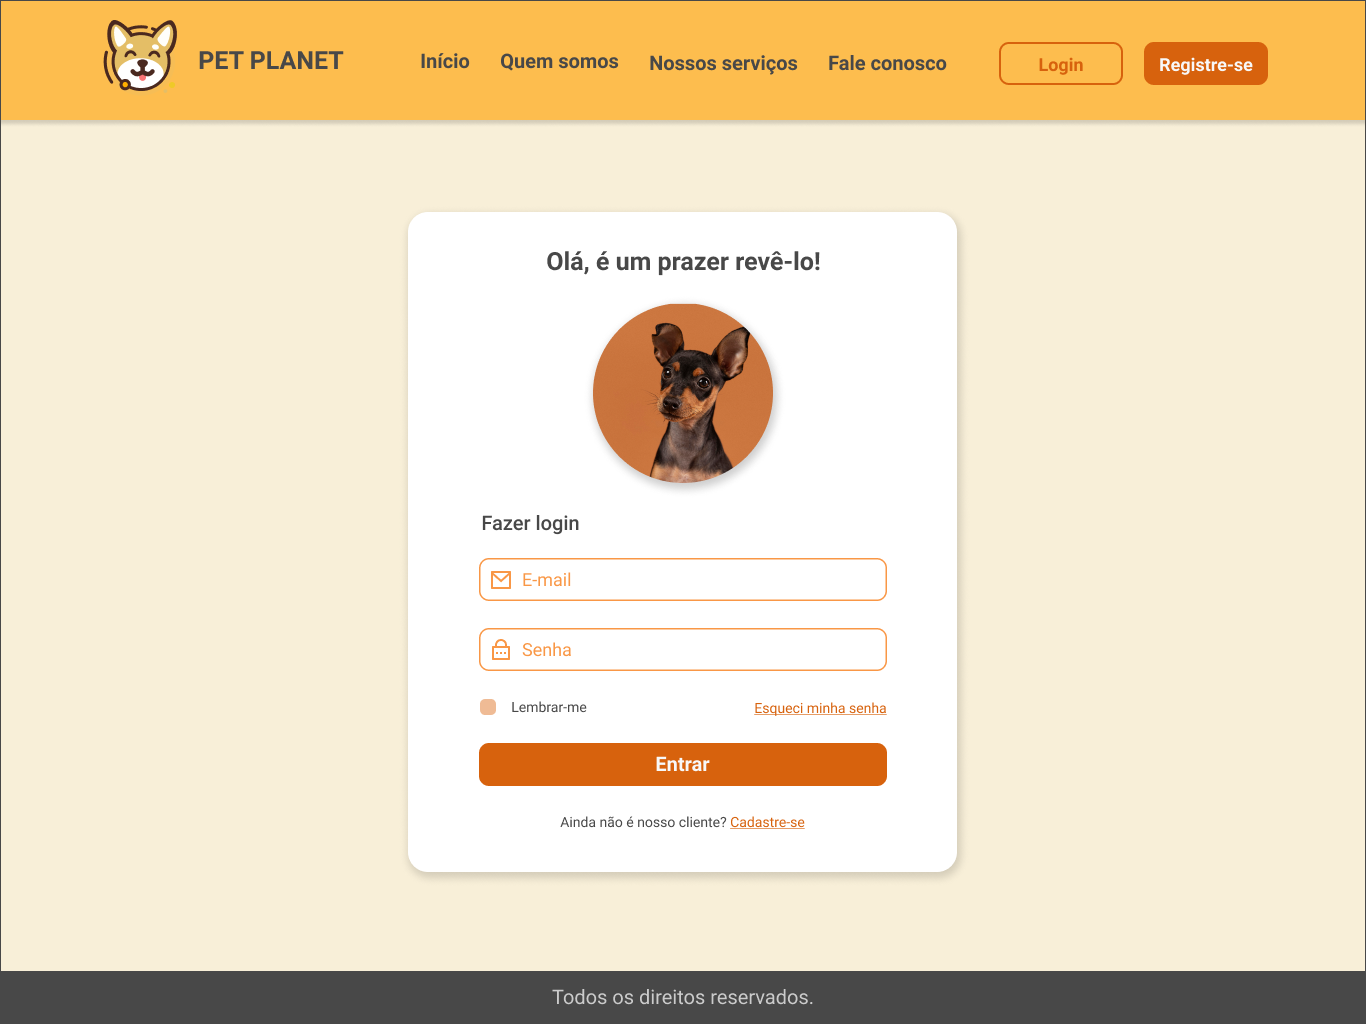 PET PLANET
Início
Quem somos
Nossos serviços
Fale conosco
Login
Registre-se
Olá, é um prazer revê-lo!
Fazer login
E-mail
Senha
Lembrar-me
Esqueci minha senha
Entrar
Ainda não é nosso cliente? Cadastre-se
Todos os direitos reservados.